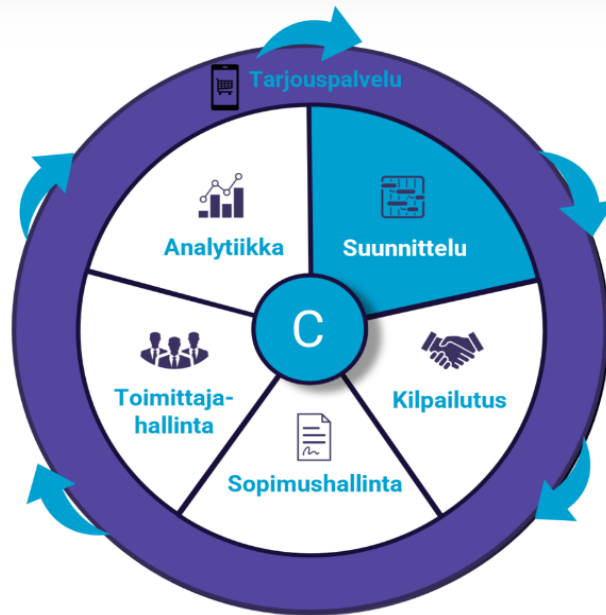 Tarjouspalvelu
Analytiikka
Suunnittelu
C
Toimittaja-
hallinta
Kilpailutus
Sopimushallinta